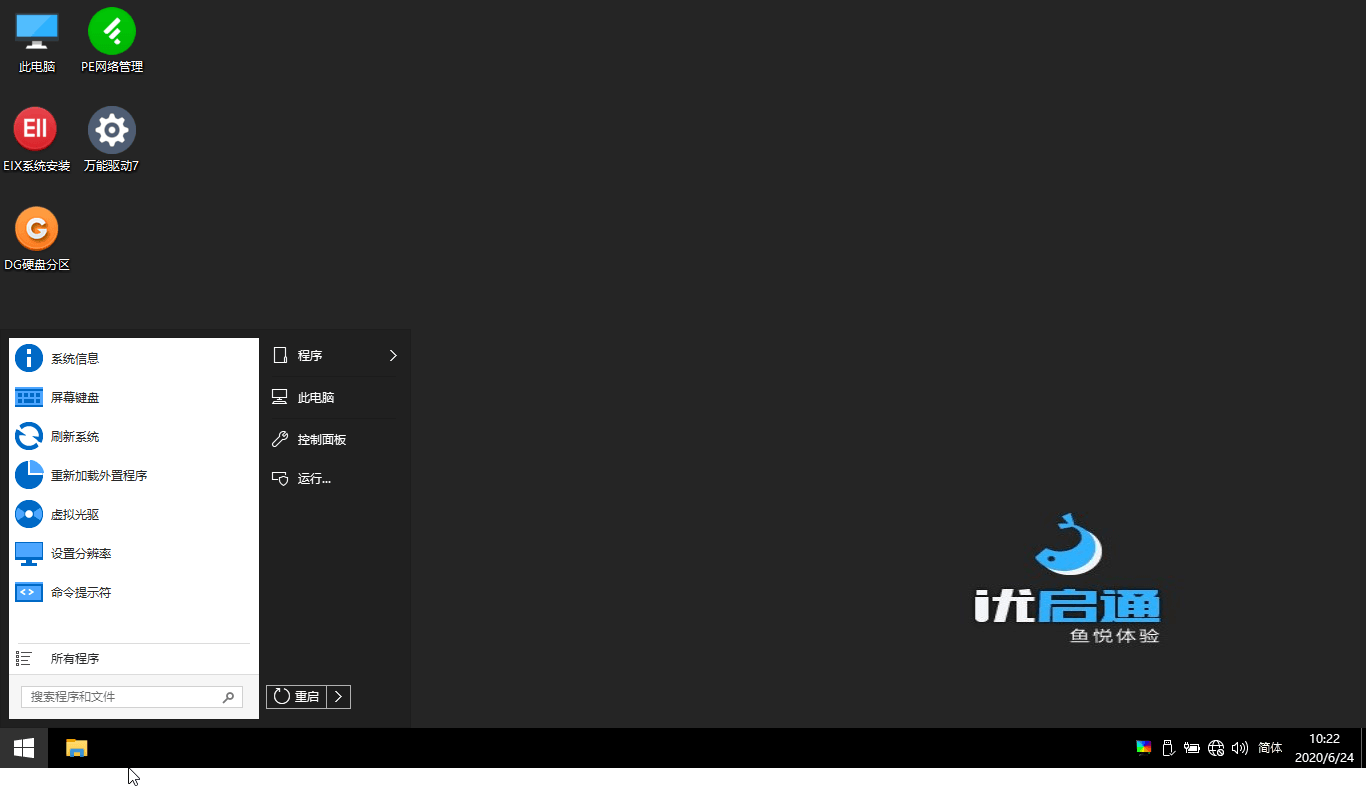 此电脑
PE网络管理
EII
EIX系统安装
万能驱动7
G
DG硬盘分区
系统信息
屏幕键盘
刷新系统
重新加载外置程序
虚拟光驱
设置分辨率
命令提示符
所有程序
搜索程序和文件
程序
此电脑
控制面板
运行...
重启
优启通
鱼悦体验
简体
10:22
2020/6/24